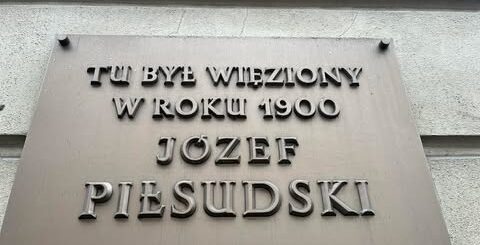 TU BYŁ WIĘZIONY
W ROKU 1900
JÓZEF
PIŁSUDSKI